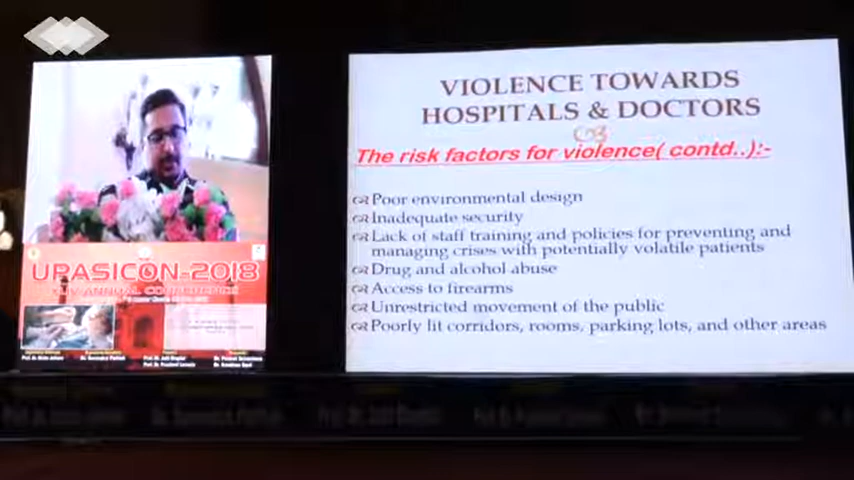 VIOLENCE TOWARDS
HOSPITALS & DOCTORS
The risk factors for violence( contd..):-
Poor environmental design
Inadequate security
Lack of staff training and policies for preventing and
managing crises with potentially volatile patients
Drug and alcohol abuse
Access to firearms
Unrestricted movement of the public
Poorly lit corridors, rooms, parking lots, and other areas
UPASICON-2018
ANNUAL CONFERENCE